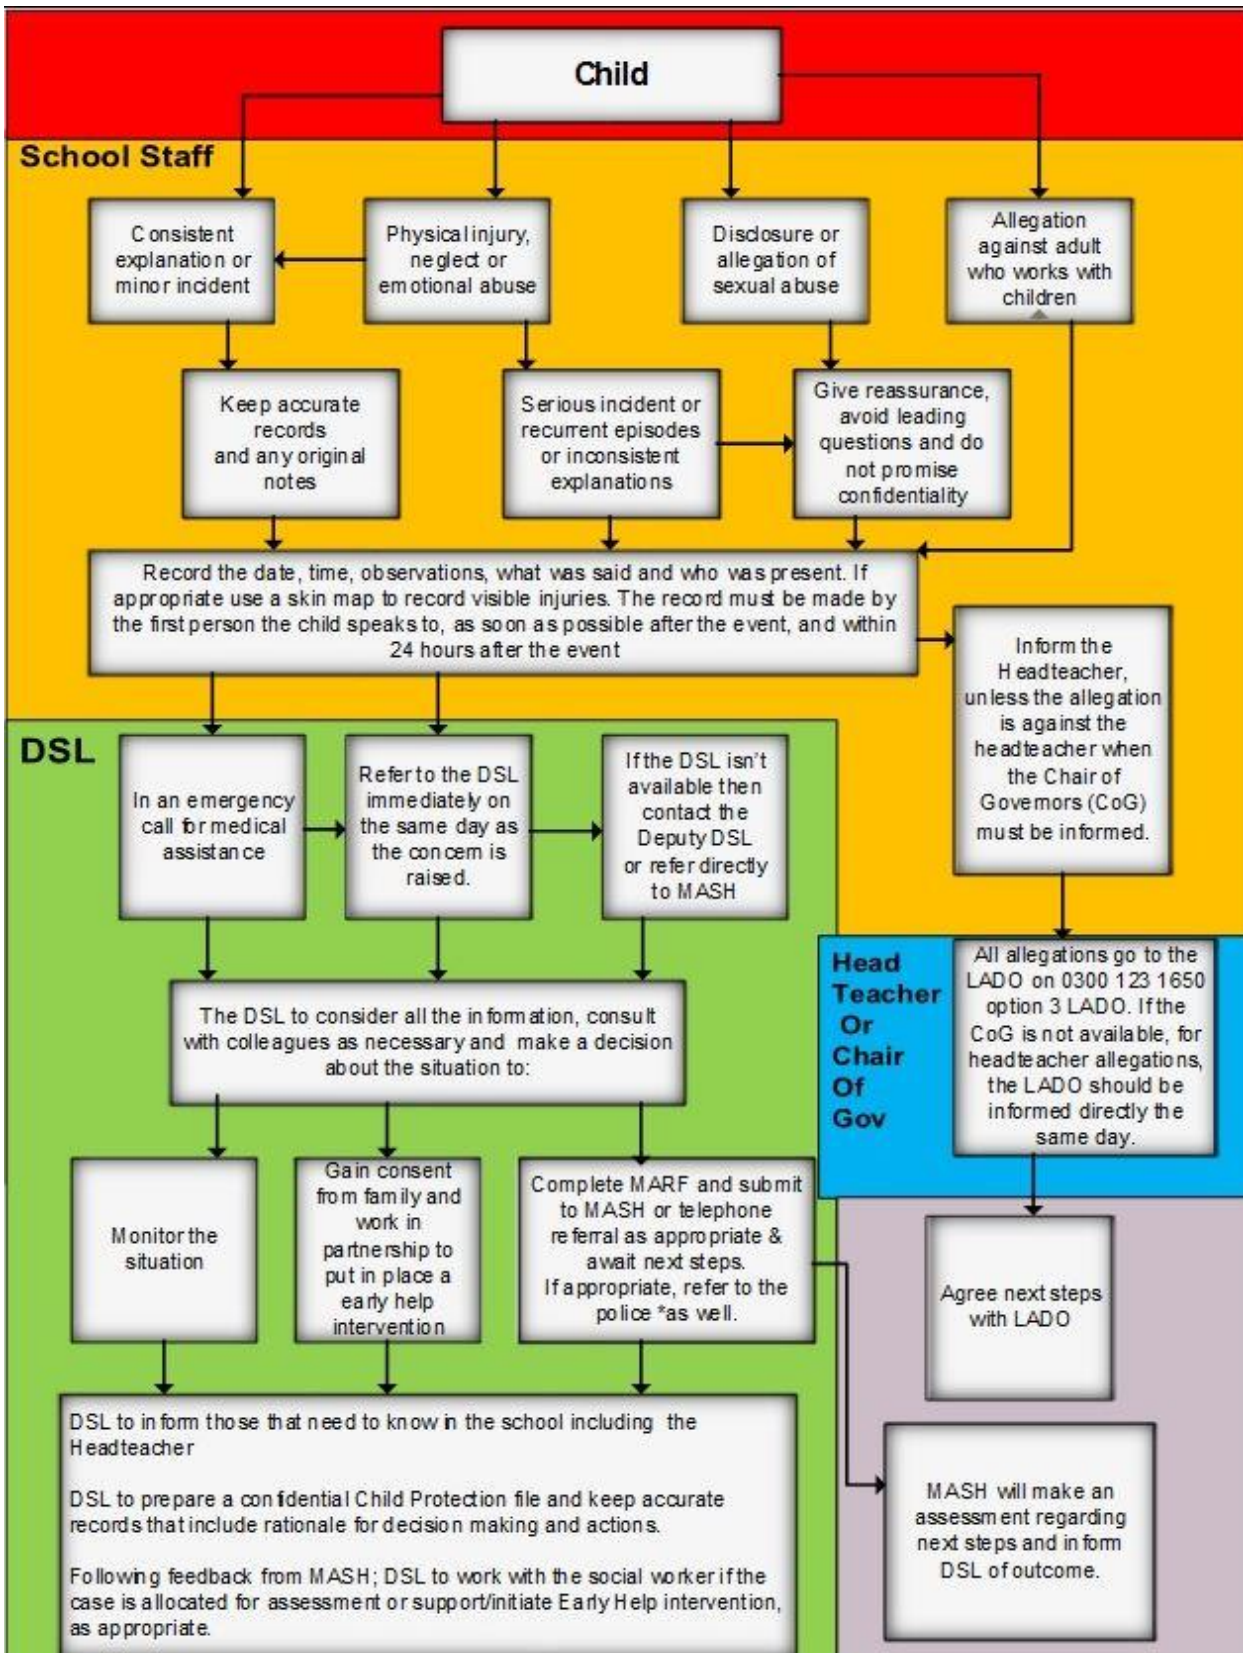 Child
School Staff
Consistent
explanation or
minor incident
Physical injury,
neglect or
emotional abuse
Disclosure or
allegation of
sexual abuse
Allegation
against adult
who works with
children
Keep accurate
records
and any original
notes
Serious incident or
recurrent episodes
or inconsistent
explanations
Give reassurance,
avoid leading
questions and do
not promise
confidentiality
Record the date, time, observations, what was said and who was present. If
appropriate use a skin map to record visible injuries. The record must be made by
the first person the child speaks to, as soon as possible after the event, and within
24 hours after the event
Inform the
Headteacher,
unless the allegation
is against the
headteacher when
the Chair of
Governors (CoG)
must be informed.
DSL
In an emergency
call for medical
assistance
Refer to the DSL
immediately on
the same day as
the concern is
raised.
If the DSL isn't
available then
contact the
Deputy DSL
or refer directly
to MASH
The DSL to consider all the information, consult
with colleagues as necessary and make a decision
about the situation to:
Head
Teacher
Or
Chair
Of
Gov
All allegations go to the
LADO on 0300 123 1650
option 3 LADO. If the
CoG is not available, for
headteacher allegations,
the LADO should be
informed directly the
same day.
Monitor the
situation
Gain consent
from family and
work in
partnership to
put in place a
early help
intervention
Complete MARF and submit
to MASH or telephone
referral as appropriate &
await next steps.
If appropriate, refer to the
police *as well.
Agree next steps
with LADO
DSL to inform those that need to know in the school including the
Headteacher
DSL to prepare a confidential Child Protection file and keep accurate
records that include rationale for decision making and actions.
Following feedback from MASH; DSL to work with the social worker if the
case is allocated for assessment or support/initiate Early Help intervention,
as appropriate.
MASH will make an
assessment regarding
next steps and inform
DSL of outcome.